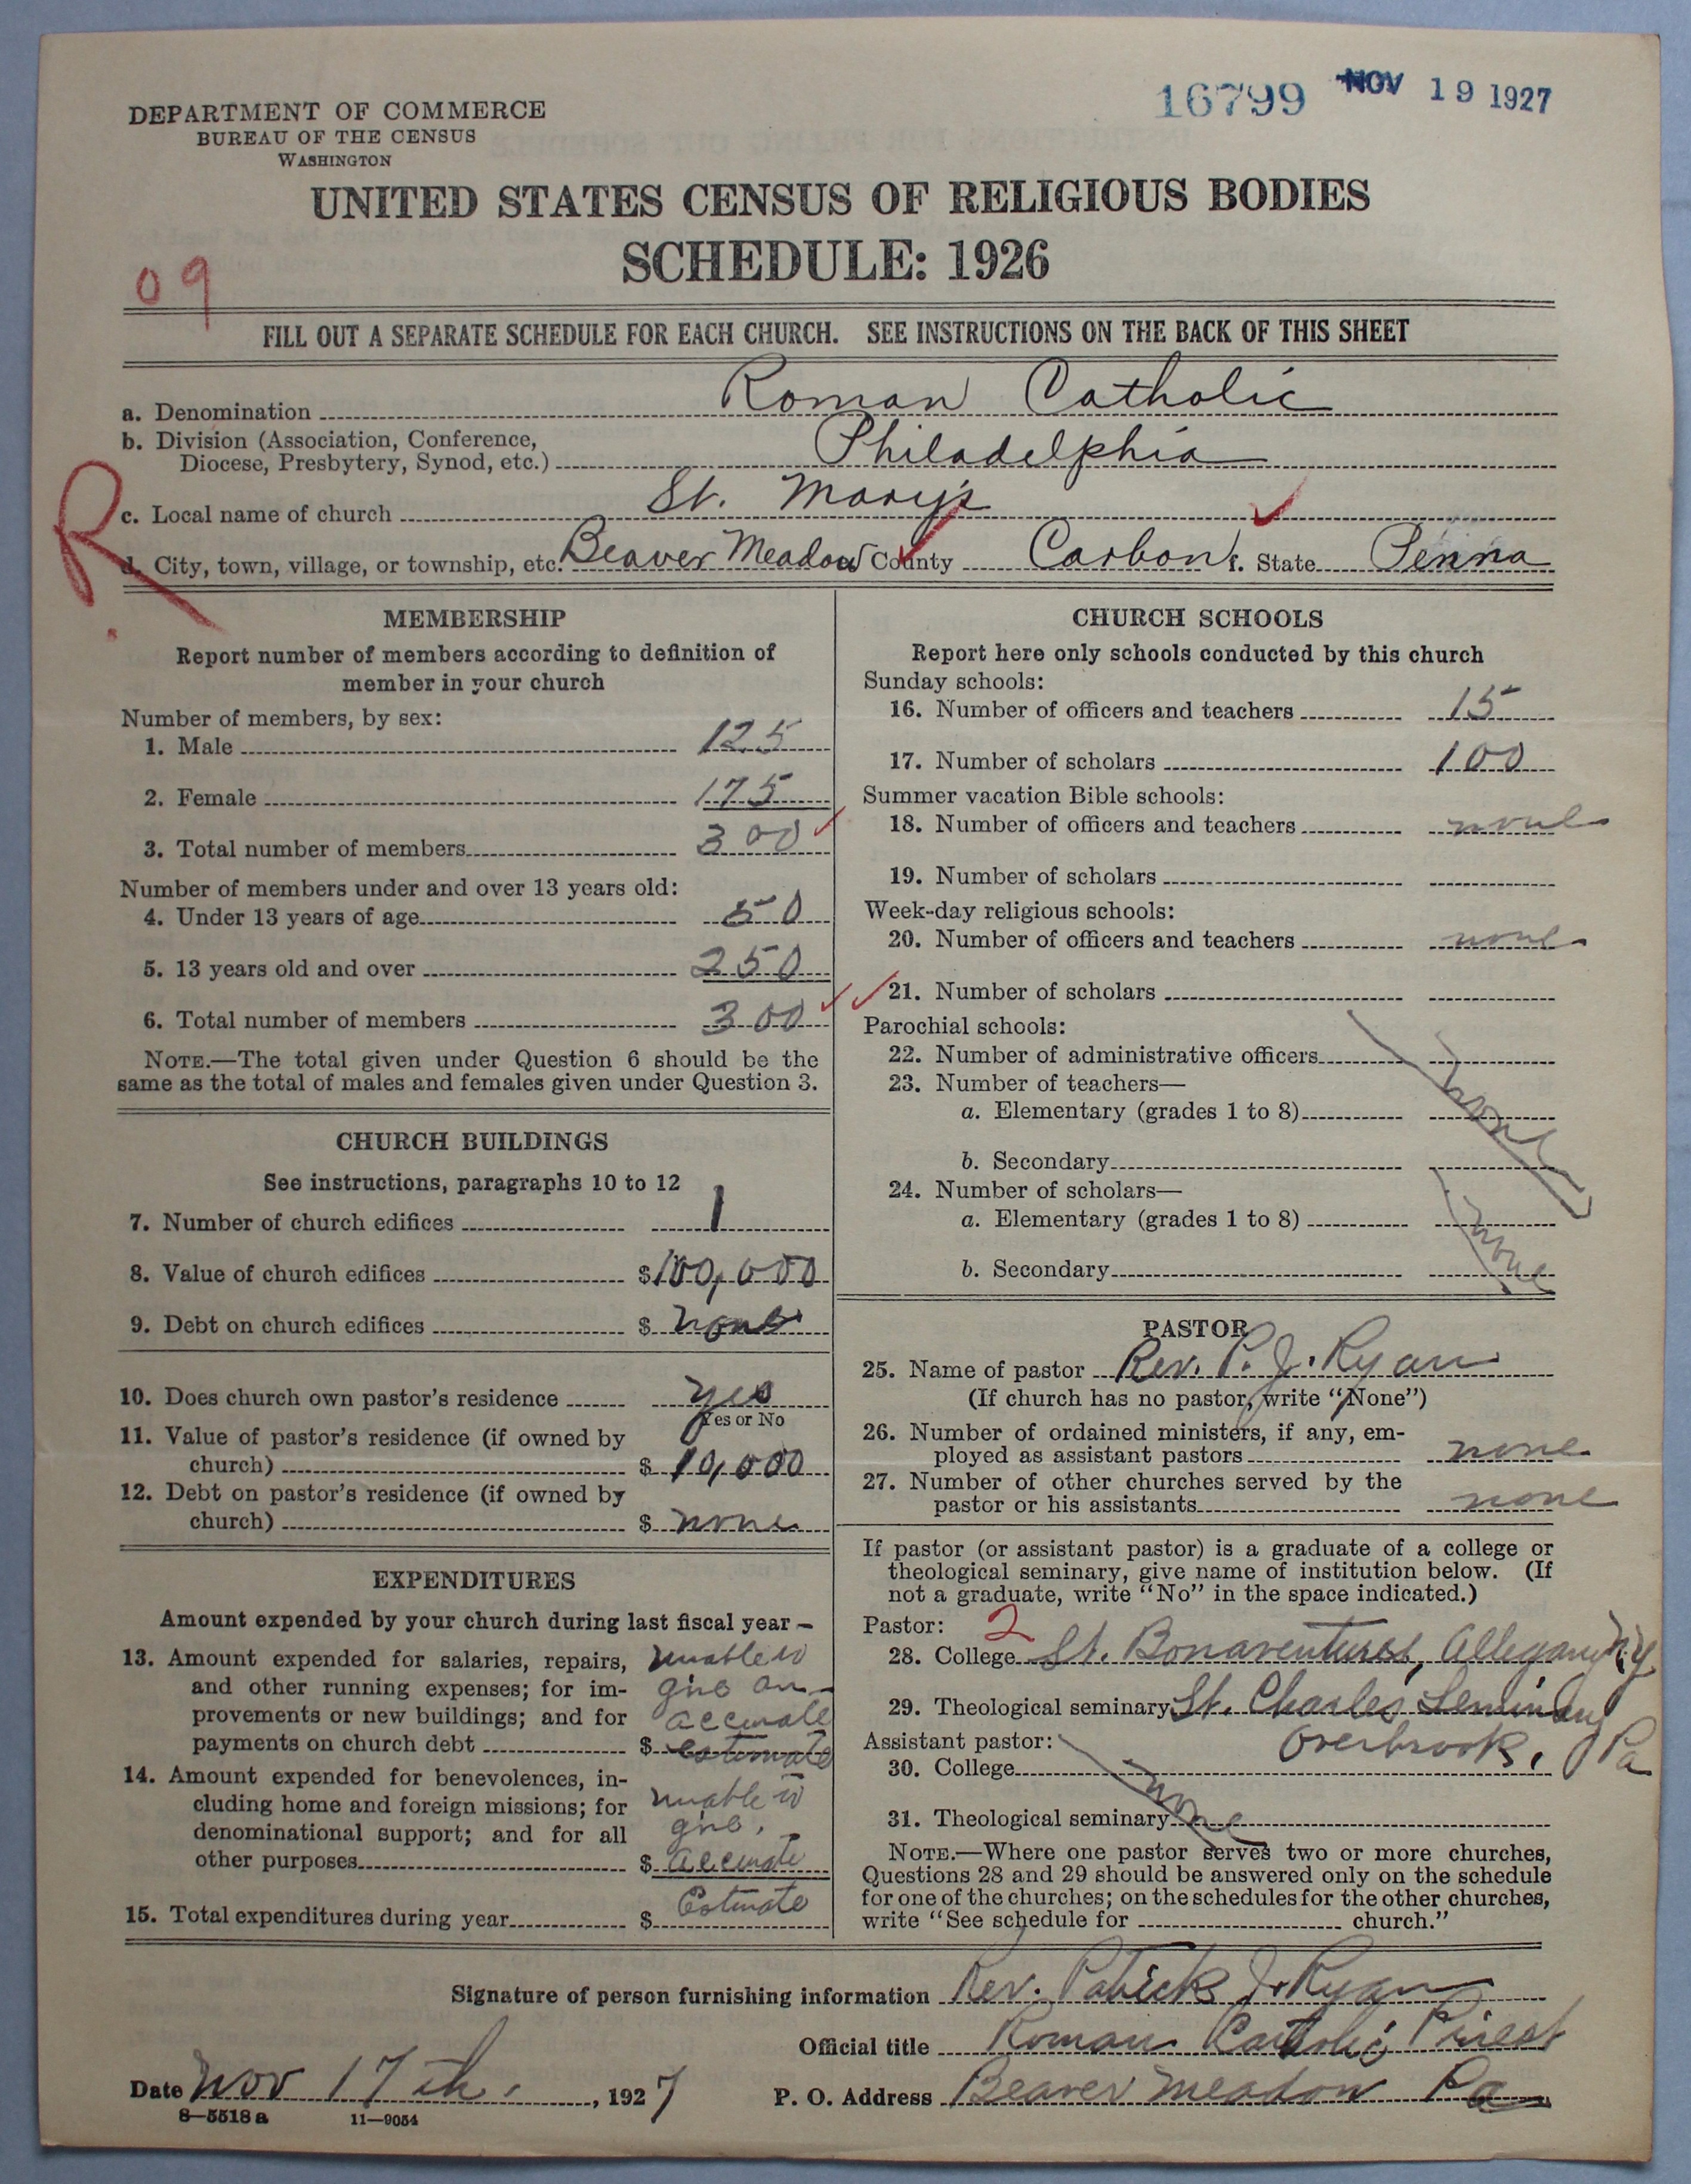 16799 NOV 19 1927
DEPARTMENT OF COMMERCE
BUREAU OF THE CENSUS
WASHINGTON
UNITED STATES CENSUS OF RELIGIOUS BODIES
SCHEDULE: 1926
09
FILL OUT A SEPARATE SCHEDULE FOR EACH CHURCH. SEE INSTRUCTIONS ON THE BACK OF THIS SHEET
a. Denomination Roman Catholic
b. Division (Association, Conference,
Diocese, Presbytery, Synod, etc.) Philadelphia
R
c. Local name of church St. Mary's
d. City, town, village, or township, etc. Beaver Meadow County Carbon State Penna
MEMBERSHIP
Report number of members according to definition of
member in your church
Number of members, by sex:
1. Male 125
2. Female 175
3. Total number of members 300
Number of members under and over 13 years old:
4. Under 13 years of age 50
5. 13 years old and over 250
6. Total number of members 300
NOTE.—The total given under Question 6 should be the
same as the total of males and females given under Question 3.
CHURCH BUILDINGS
See instructions, paragraphs 10 to 12
7. Number of church edifices 1
8. Value of church edifices $100,000
9. Debt on church edifices $ none
10. Does church own pastor's residence yes
Yes or No
11. Value of pastor's residence (if owned by
church) $ 10,000
12. Debt on pastor's residence (if owned by
church) $ none
EXPENDITURES
Amount expended by your church during last fiscal year—
13. Amount expended for salaries, repairs, unable to
and other running expenses; for im- give an
provements or new buildings; and for accurate
payments on church debt $ estimate
14. Amount expended for benevolences, in-
cluding home and foreign missions; for unable to
denominational support; and for all give.
other purposes $ accurate
15. Total expenditures during year $ Estimate
CHURCH SCHOOLS
Report here only schools conducted by this church
Sunday schools:
16. Number of officers and teachers 15
17. Number of scholars 100
Summer vacation Bible schools:
18. Number of officers and teachers none
19. Number of scholars
Week-day religious schools:
20. Number of officers and teachers none
21. Number of scholars
Parochial schools:
22. Number of administrative officers
23. Number of teachers—
a. Elementary (grades 1 to 8) none
b. Secondary
24. Number of scholars—
a. Elementary (grades 1 to 8) none
b. Secondary
PASTOR
25. Name of pastor Rev. P. J. Ryan
(If church has no pastor, write "None")
26. Number of ordained ministers, if any, em-
ployed as assistant pastors none
27. Number of other churches served by the
pastor or his assistants none
If pastor (or assistant pastor) is a graduate of a college or
theological seminary, give name of institution below. (If
not a graduate, write "No" in the space indicated.)
Pastor: 2
28. College St. Bonaventures, Allegany N.Y.
29. Theological seminary St. Charles Seminary
Assistant pastor: Overbrook, Pa
30. College none
31. Theological seminary
NOTE.—Where one pastor serves two or more churches,
Questions 28 and 29 should be answered only on the schedule
for one of the churches; on the schedules for the other churches,
write "See schedule for church."
Signature of person furnishing information Rev. Patrick J. Ryan
Official title Roman Catholic Priest
Date Nov 17th, 1927 P. O. Address Beaver Meadow Pa
8—5518a 11—9054